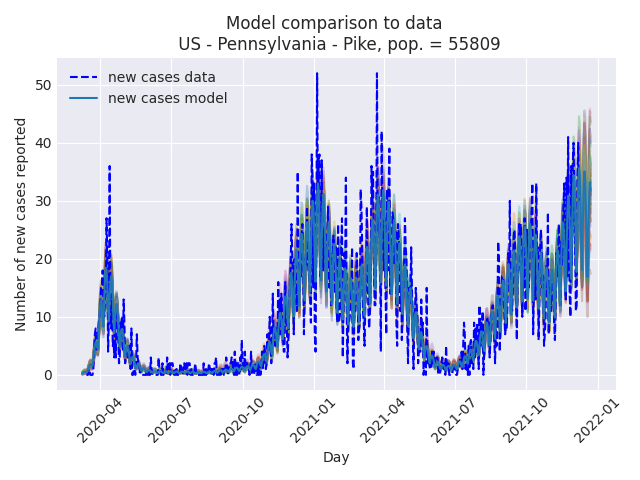 Model comparison to data
US - Pennsylvania - Pike, pop. = 55809
new cases data
new cases model
Number of new cases reported
50
40
30
20
10
0
2020-04
2020-07
2020-10
2021-01
2021-04
2021-07
2021-10
2022-01
Day